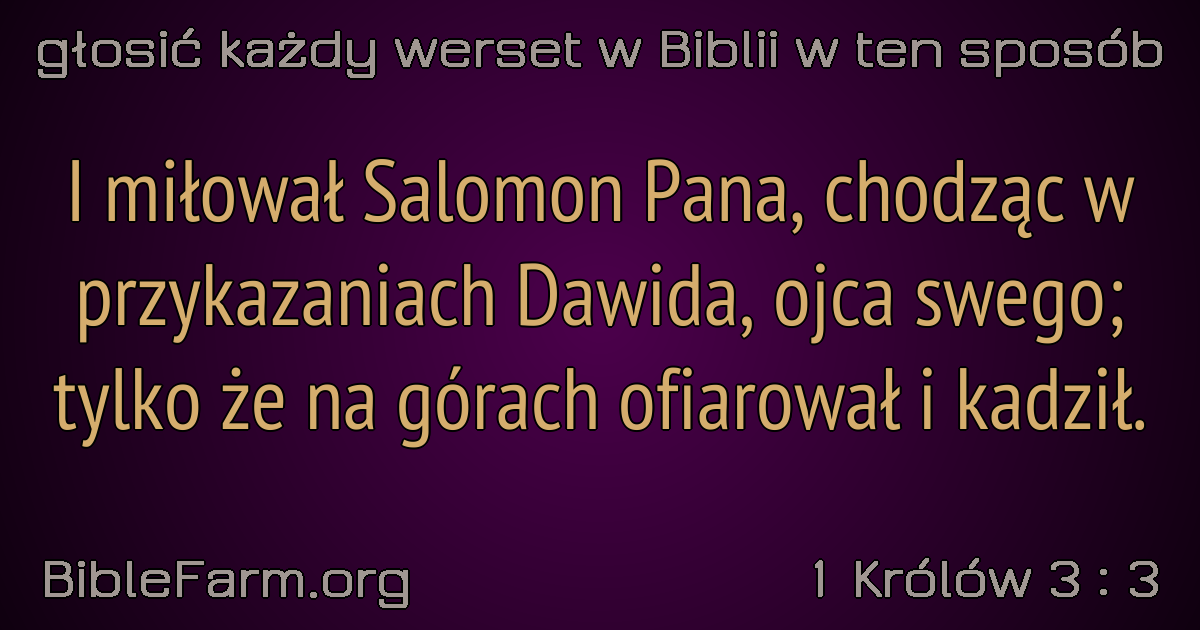 głosić każdy werset w Biblii w ten sposób
I miłował Salomon Pana, chodząc w
przykazaniach Dawida, ojca swego;
tylko że na górach ofiarował i kadził.
BibleFarm.org
1 Królów 3 : 3